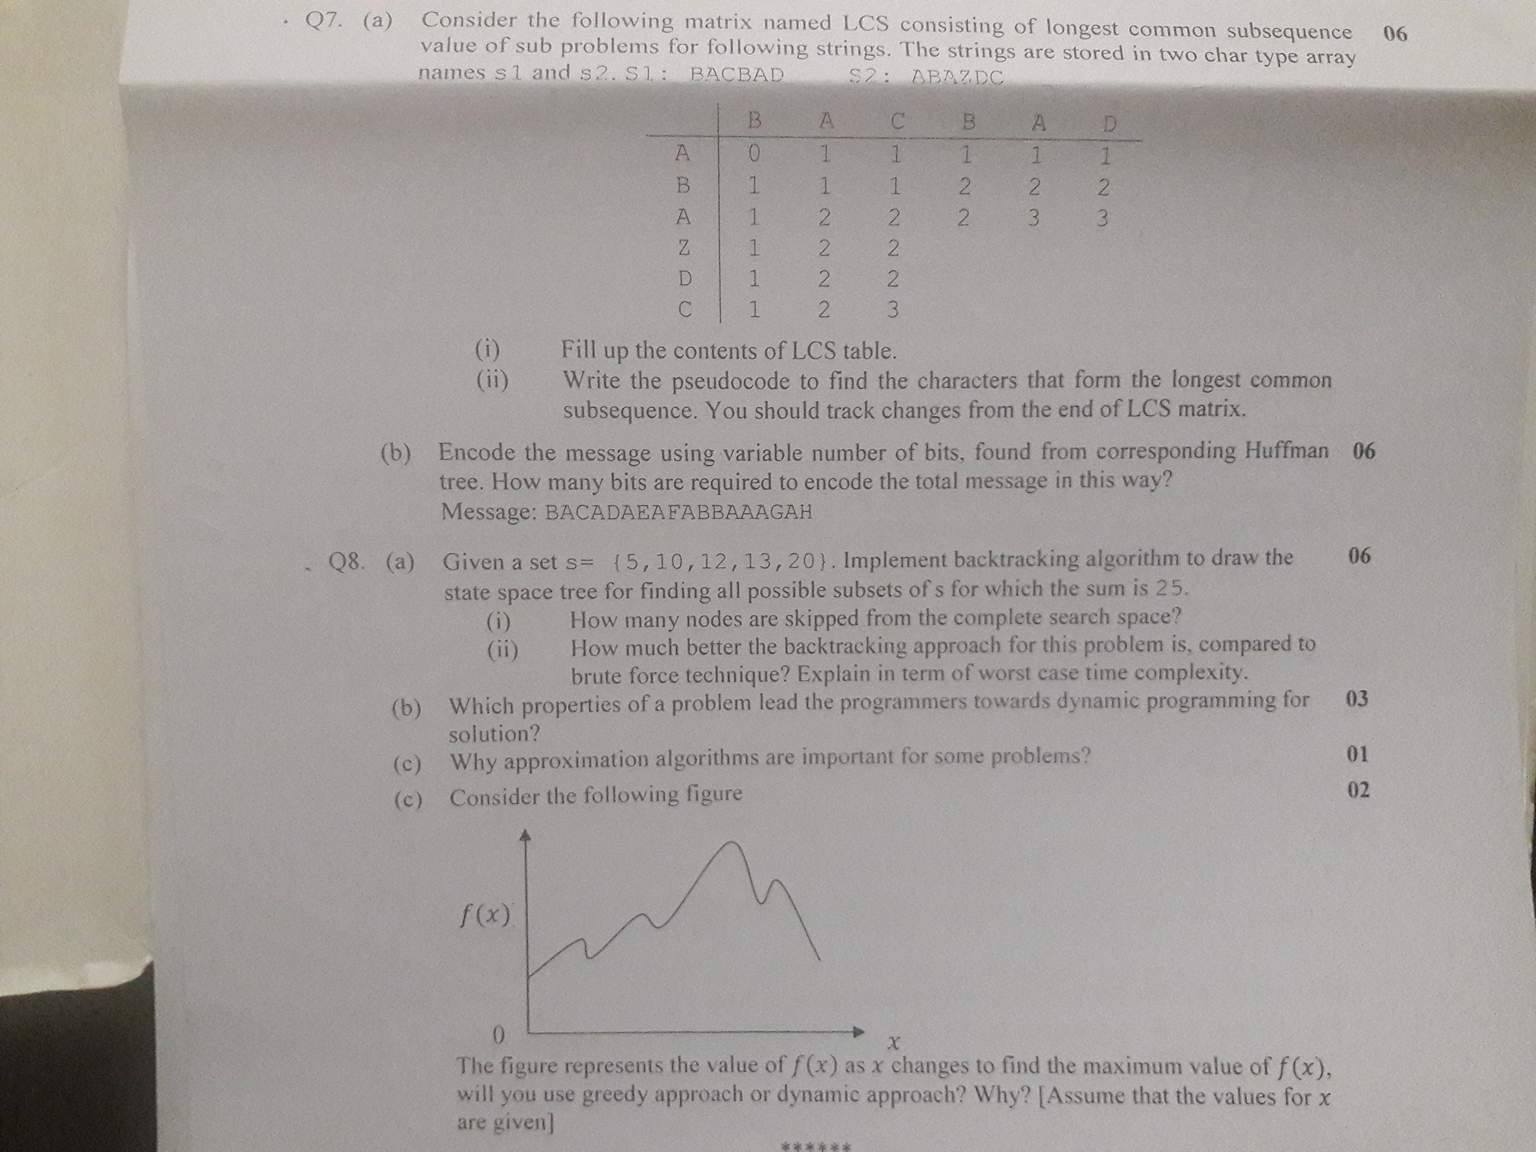 Q7. (a) Consider the following matrix named LCS consisting of longest common subsequence 06
value of sub problems for following strings. The strings are stored in two char type array
names s1 and s2. S1: BACBAD S2: ABAZDC
B A C B A D
A 0 1 1 1 1 1
B 1 1 1 2 2 2
A 1 2 2 2 3 3
Z 1 2 2
D 1 2 2
C 1 2 3
(i) Fill up the contents of LCS table.
(ii) Write the pseudocode to find the characters that form the longest common
subsequence. You should track changes from the end of LCS matrix.
(b) Encode the message using variable number of bits, found from corresponding Huffman 06
tree. How many bits are required to encode the total message in this way?
Message: BACADAEAFABBAAAGAH
Q8. (a) Given a set s= {5,10,12,13,20}. Implement backtracking algorithm to draw the 06
state space tree for finding all possible subsets of s for which the sum is 25.
(i) How many nodes are skipped from the complete search space?
(ii) How much better the backtracking approach for this problem is, compared to
brute force technique? Explain in term of worst case time complexity.
(b) Which properties of a problem lead the programmers towards dynamic programming for 03
solution?
(c) Why approximation algorithms are important for some problems? 01
(c) Consider the following figure 02
f(x)
0
x
The figure represents the value of f(x) as x changes to find the maximum value of f(x),
will you use greedy approach or dynamic approach? Why? [Assume that the values for x
are given]
******